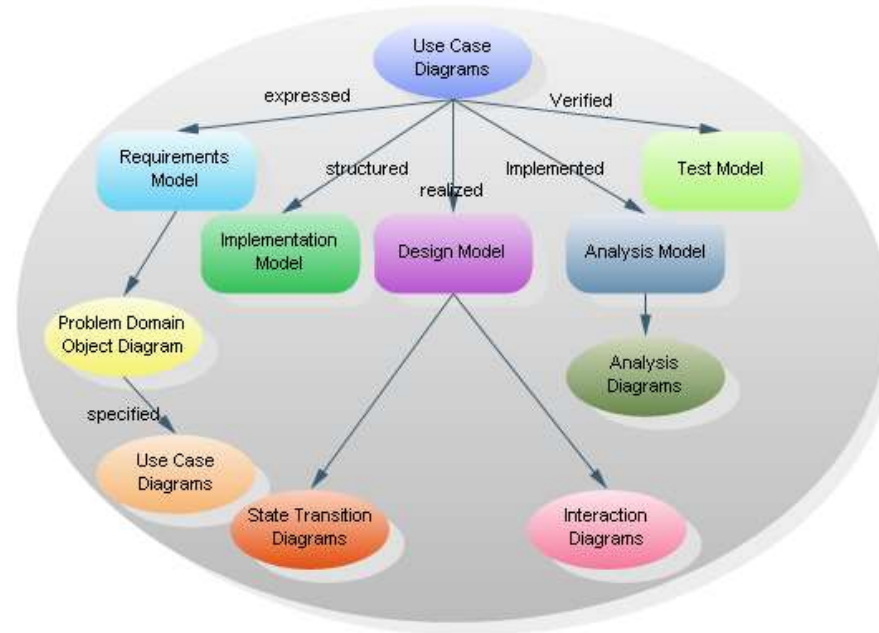 Use Case
Diagrams
expressed
Verified
Requirements
Model
structured
realized
Implemented
Test Model
Implementation
Model
Design Model
Analysis Model
Problem Domain
Object Diagram
Analysis
Diagrams
specified
Use Case
Diagrams
State Transition
Diagrams
Interaction
Diagrams